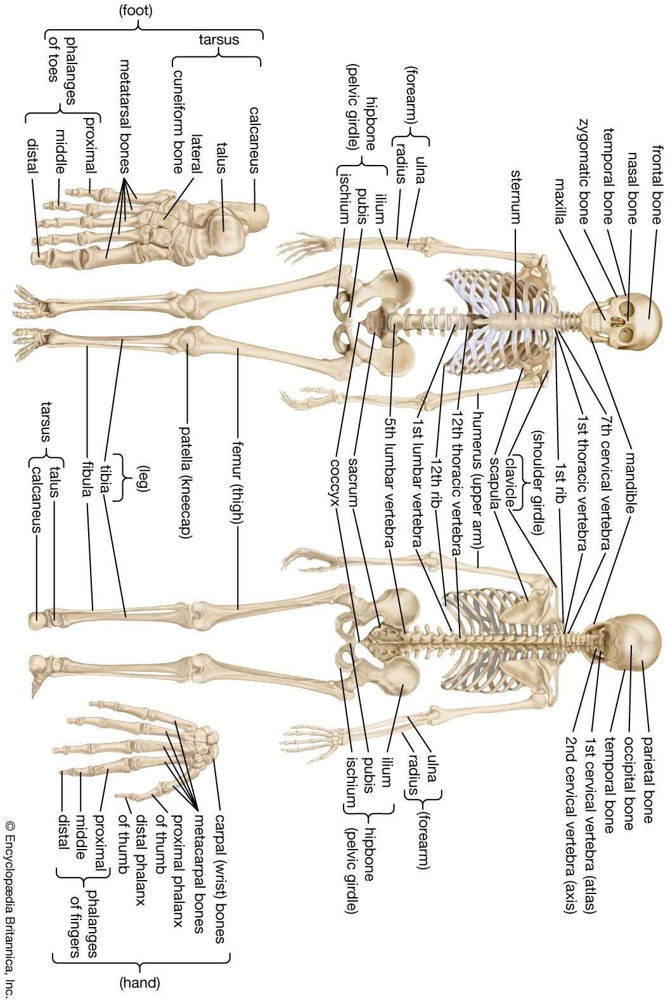 frontal bone
nasal bone
temporal bone
zygomatic bone
maxilla
sternum
(forearm)
ulna
radius
hipbone
(pelvic girdle)
ilium
pubis
ischium
(foot)
tarsus
calcaneus
talus
lateral
cuneiform bone
metatarsal bones
phalanges
of toes
proximal
middle
distal
mandible
7th cervical vertebra
1st thoracic vertebra
1st rib
(shoulder girdle)
clavicle
scapula
humerus (upper arm)
12th thoracic vertebra
12th rib
1st lumbar vertebra
5th lumbar vertebra
sacrum
coccyx
femur (thigh)
patella (kneecap)
(leg)
tibia
fibula
tarsus
talus
calcaneus
parietal bone
occipital bone
temporal bone
1st cervical vertebra (atlas)
2nd cervical vertebra (axis)
ulna
radius
(forearm)
ilium
pubis
ischium
hipbone
(pelvic girdle)
carpal (wrist) bones
metacarpal bones
proximal phalanx
of thumb
distal phalanx
of thumb
proximal
middle
distal
phalanges
of fingers
(hand)
© Encyclopædia Britannica, Inc.